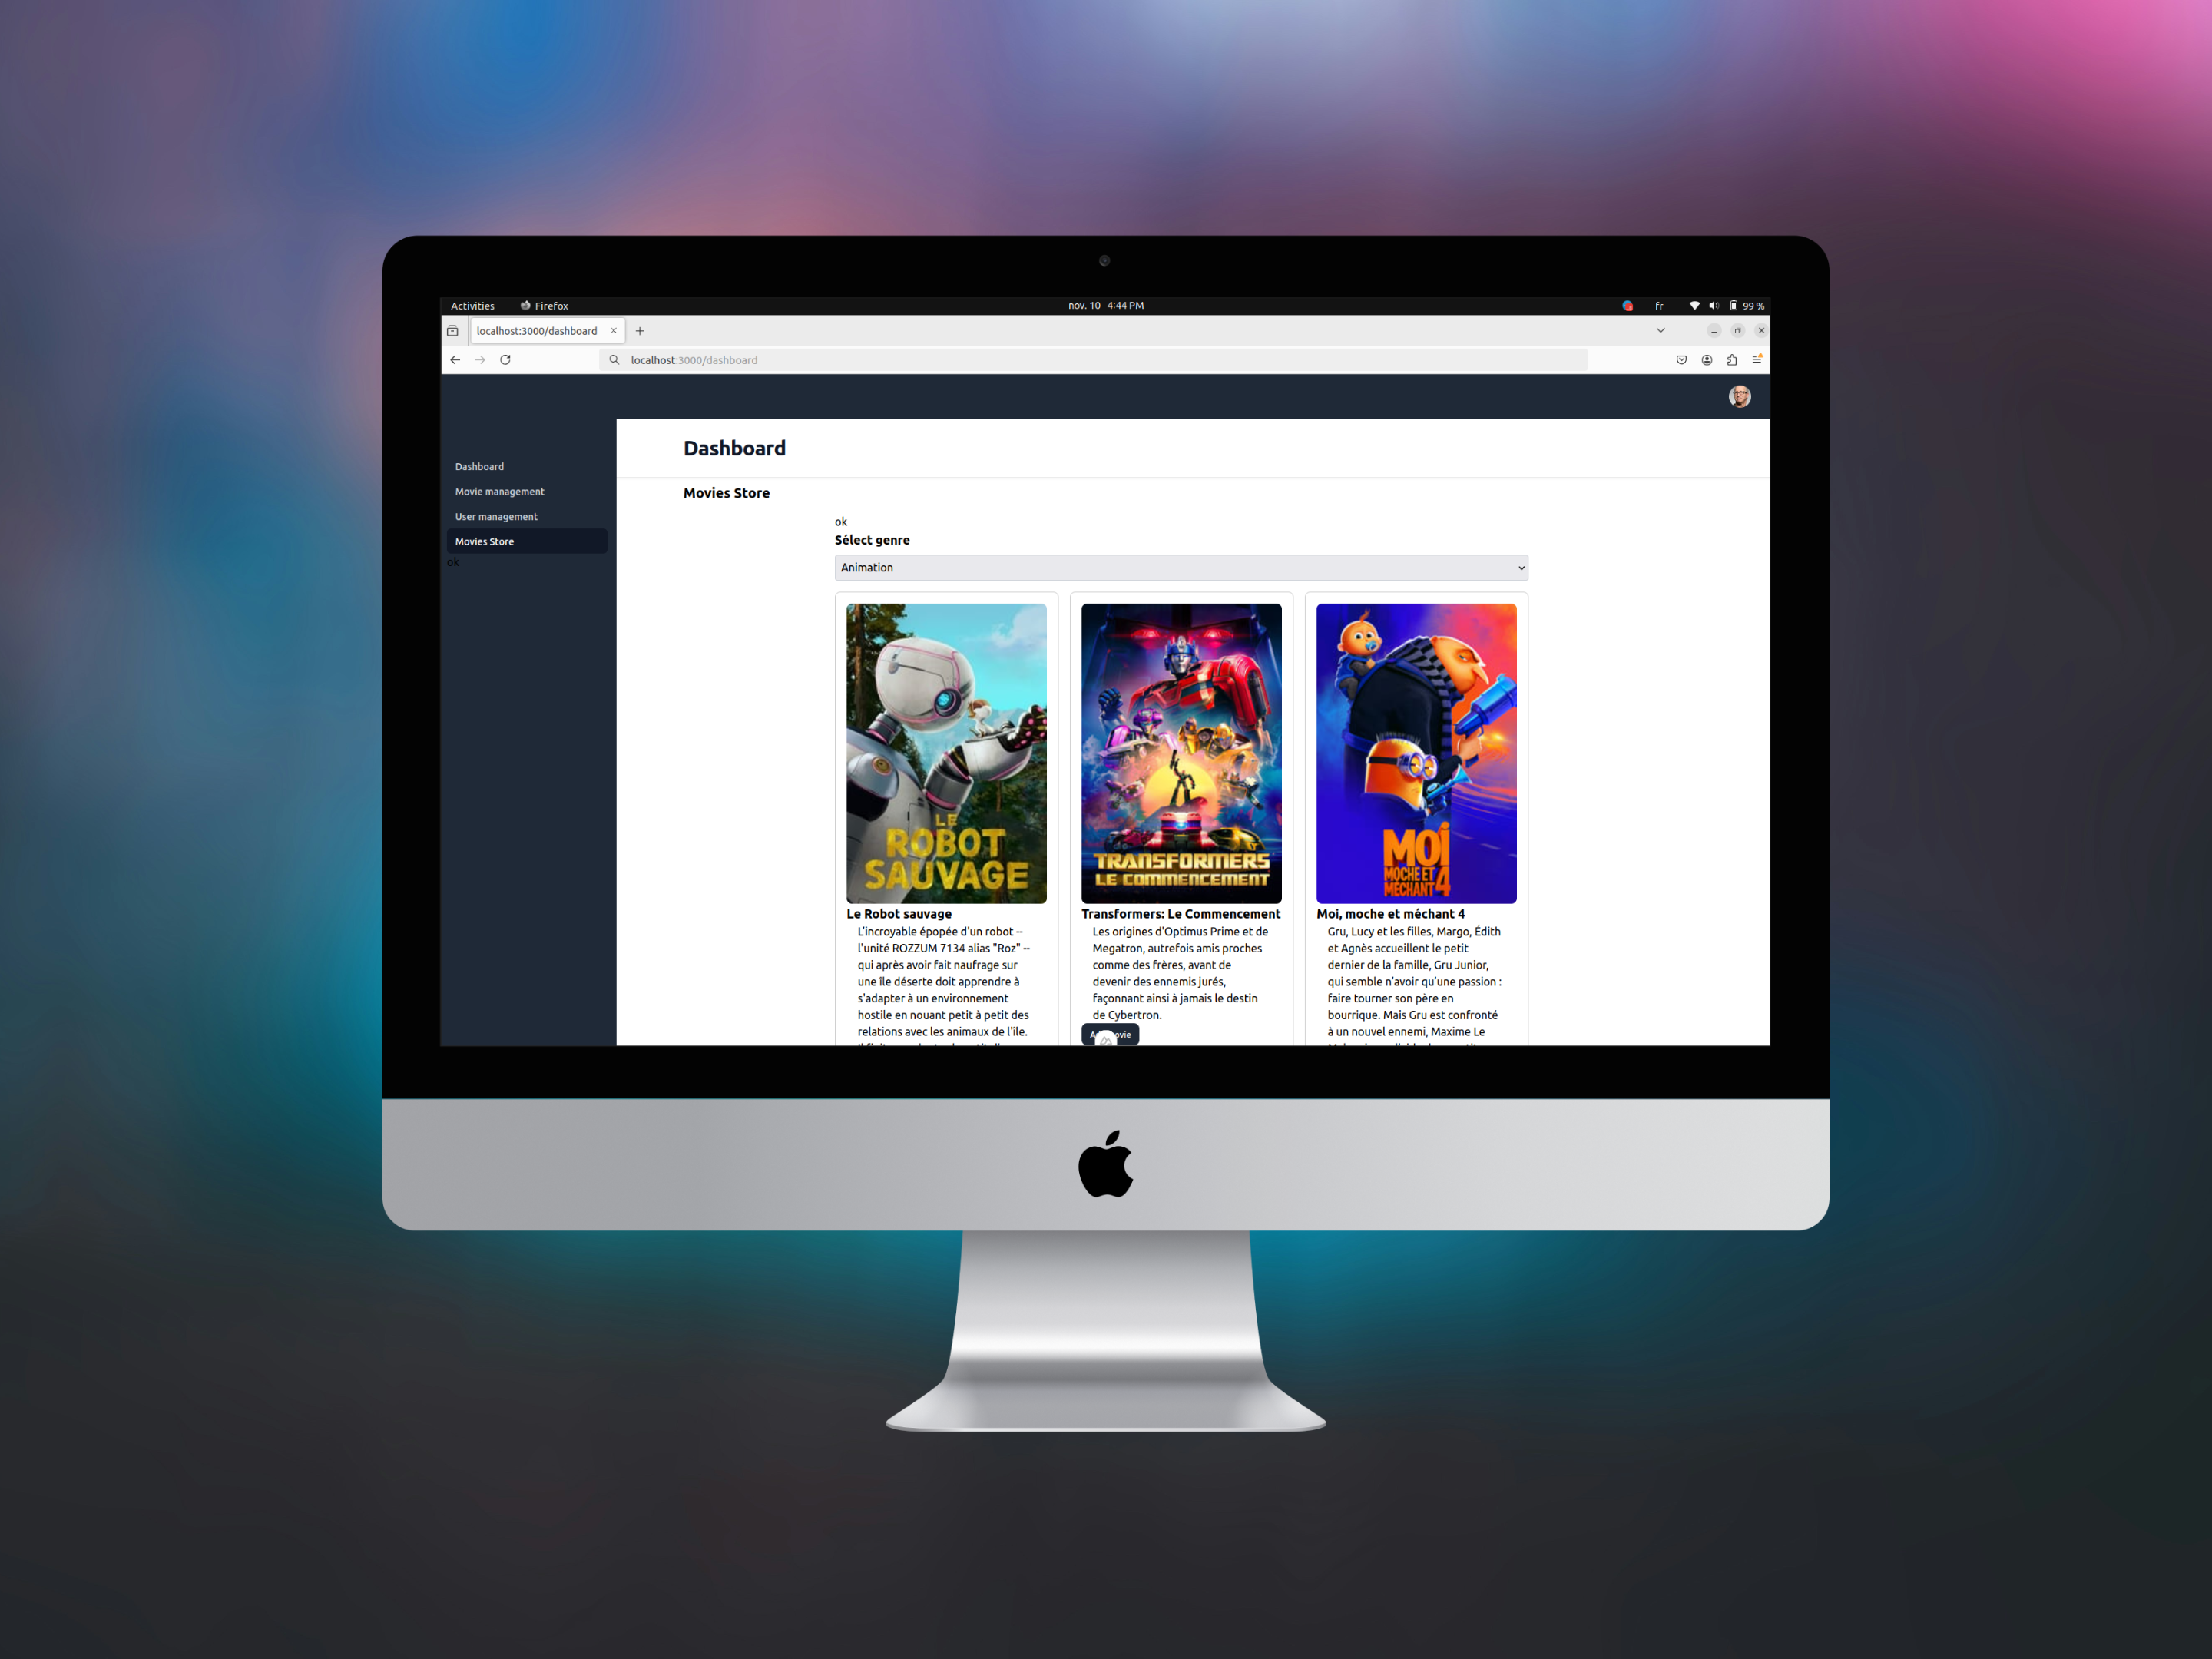 Activities Firefox nov. 10 4:44 PM fr 99 %
localhost:3000/dashboard
localhost:3000/dashboard
Dashboard
Dashboard
Movie management
User management
Movies Store
ok
Movies Store
ok
Sélect genre
Animation
LE
ROBOT
SAUVAGE
Le Robot sauvage
L'incroyable épopée d'un robot --
l'unité ROZZUM 7134 alias "Roz" --
qui après avoir fait naufrage sur
une île déserte doit apprendre à
s'adapter à un environnement
hostile en nouant petit à petit des
relations avec les animaux de l'île.
TRANSFORMERS
LE COMMENCEMENT
Transformers: Le Commencement
Les origines d'Optimus Prime et de
Megatron, autrefois amis proches
comme des frères, avant de
devenir des ennemis jurés,
façonnant ainsi à jamais le destin
de Cybertron.
MOI
MOCHE ET
MÉCHANT 4
Moi, moche et méchant 4
Gru, Lucy et les filles, Margo, Édith
et Agnès accueillent le petit
dernier de la famille, Gru Junior,
qui semble n’avoir qu’une passion :
faire tourner son père en
bourrique. Mais Gru est confronté
à un nouvel ennemi, Maxime Le